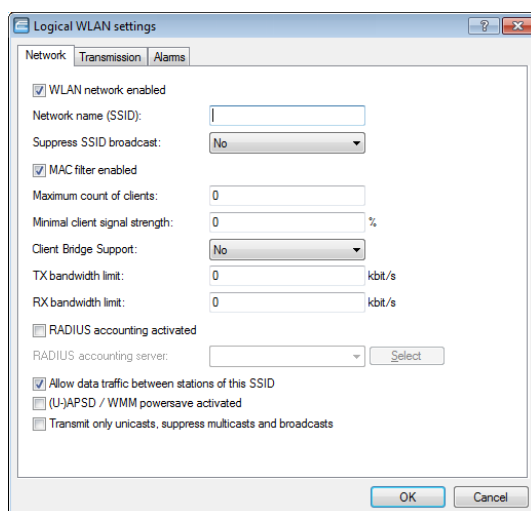 Logical WLAN settings
Network Transmission Alarms
WLAN network enabled
Network name (SSID):
Suppress SSID broadcast: No
MAC filter enabled
Maximum count of clients: 0
Minimal client signal strength: 0 %
Client Bridge Support: No
TX bandwidth limit: 0 kbit/s
RX bandwidth limit: 0 kbit/s
RADIUS accounting activated
RADIUS accounting server: Select
Allow data traffic between stations of this SSID
(U-)APSD / WMM powersave activated
Transmit only unicasts, suppress multicasts and broadcasts
OK Cancel